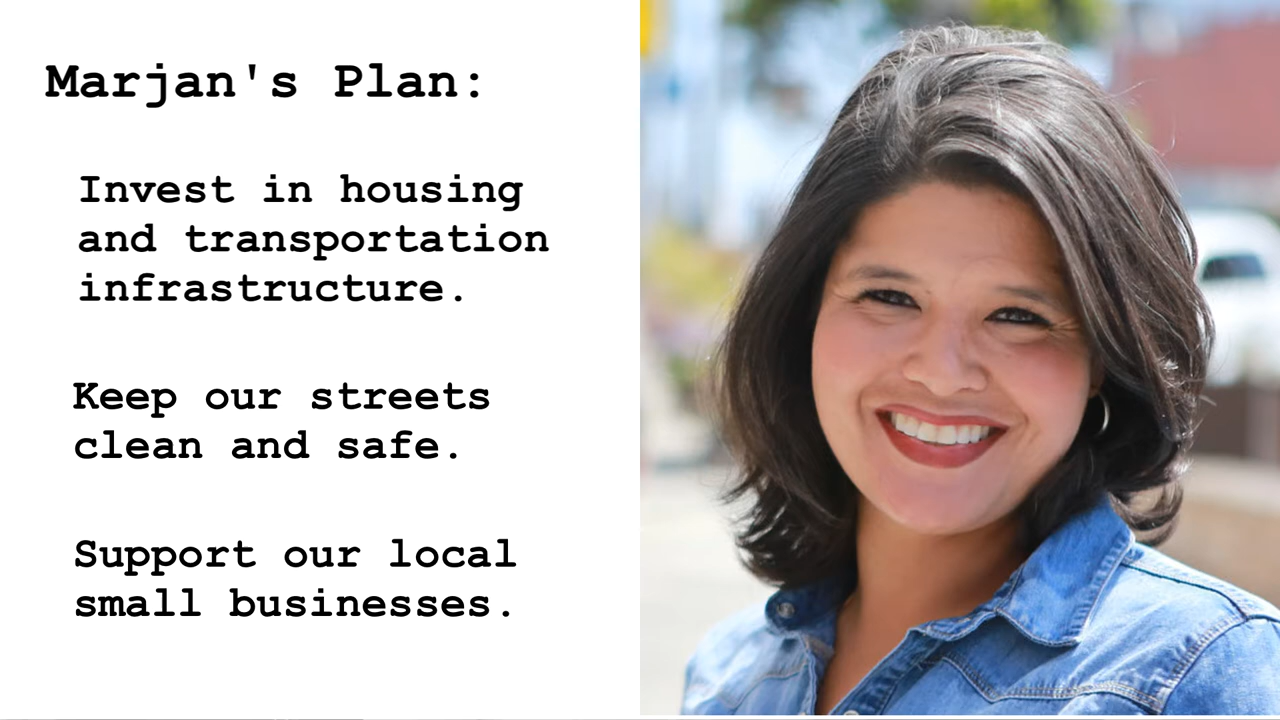 Marjan's Plan:
Invest in housing
and transportation
infrastructure.
Keep our streets
clean and safe.
Support our local
small businesses.